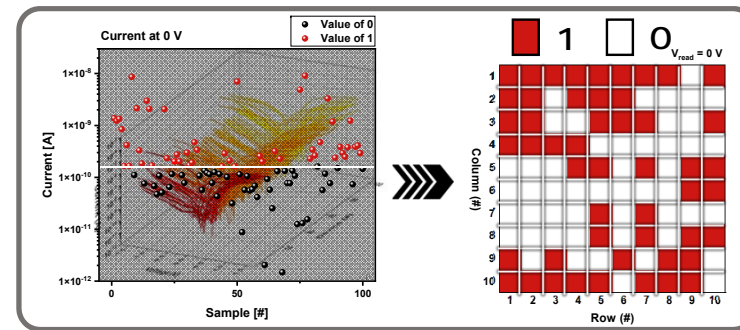 Current at 0 V
Value of 0
Value of 1
1×10⁻⁸
1×10⁻⁹
1×10⁻¹⁰
1×10⁻¹¹
1×10⁻¹²
Current [A]
0 50 100
Sample [#]
1 0
V_read = 0 V
1
2
3
4
5
6
7
8
9
10
Column (#)
1 2 3 4 5 6 7 8 9 10
Row (#)